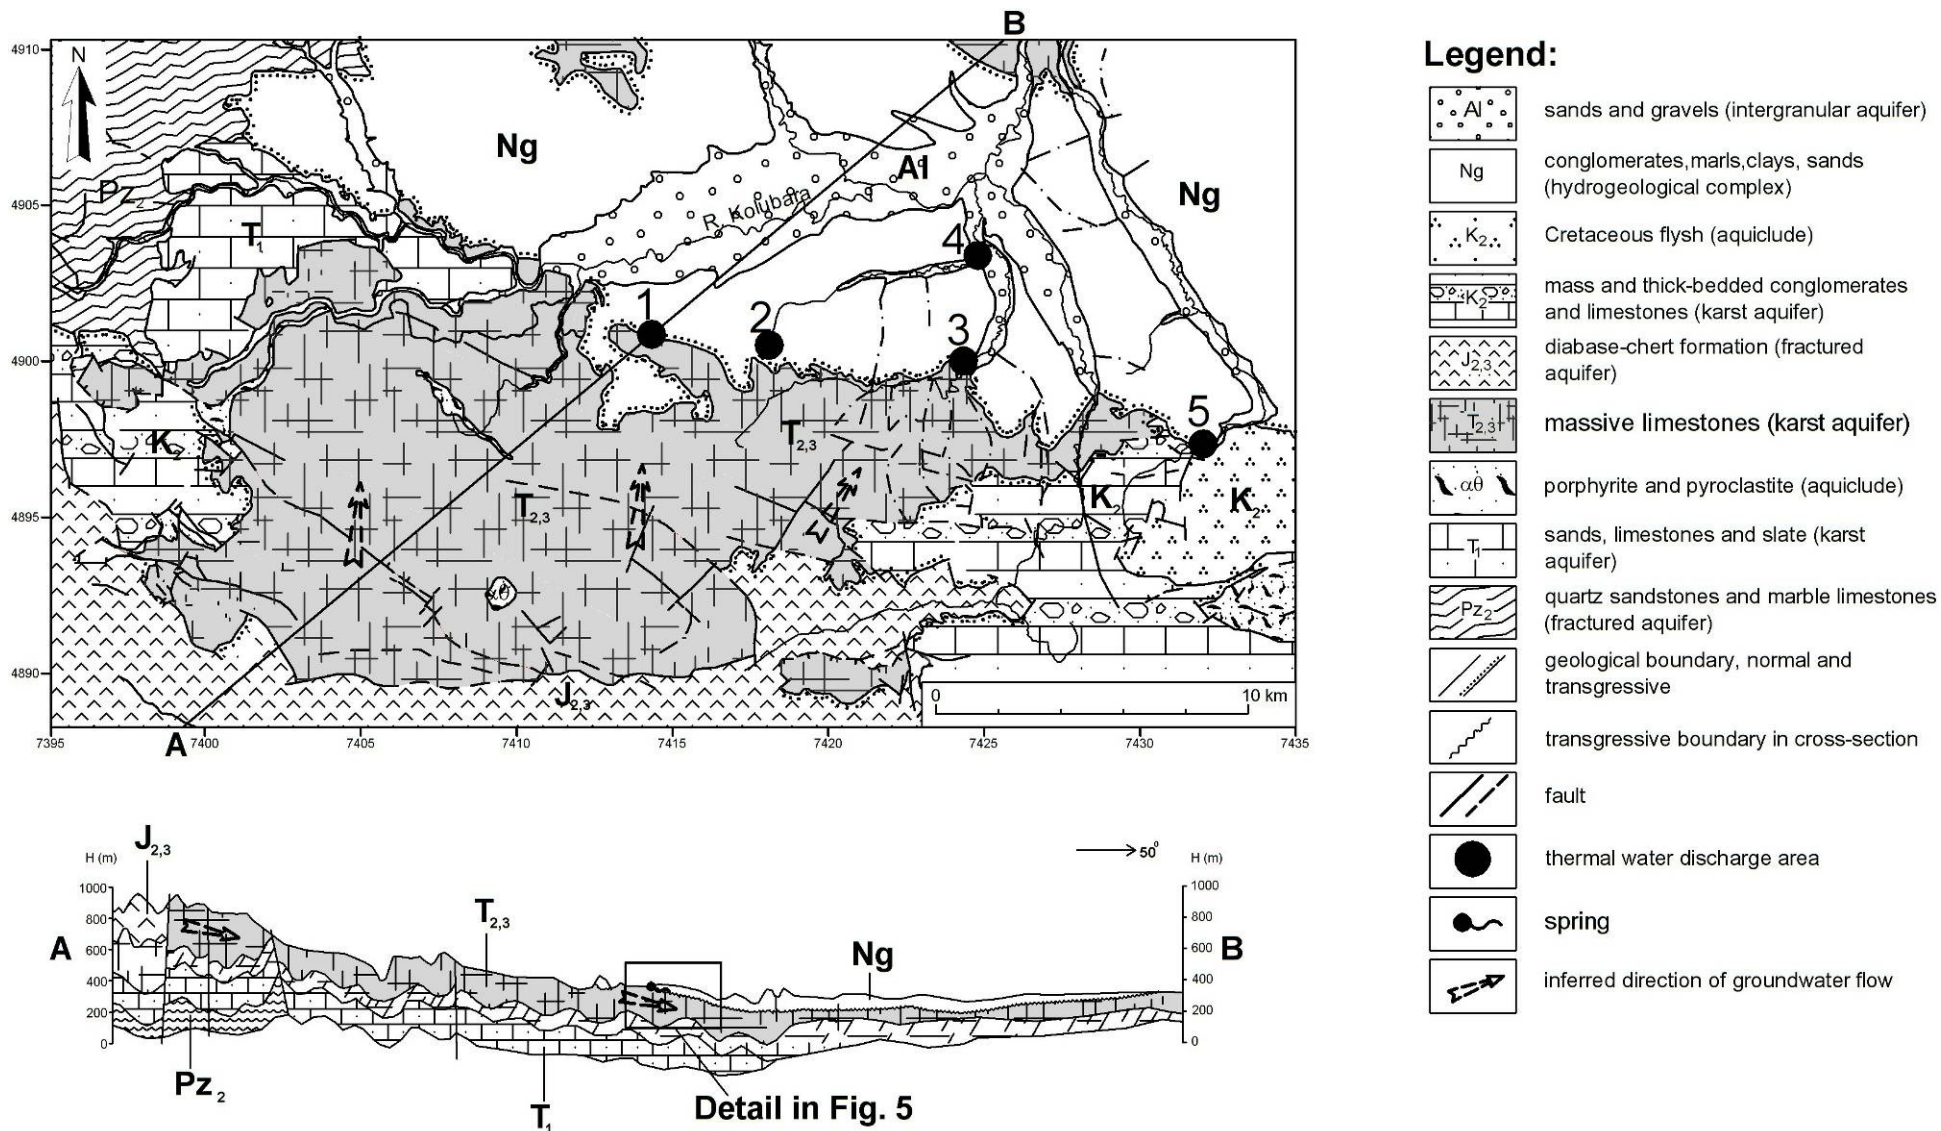 B
4910
N
Ng
Al
Ng
Pz
4905
R. Kolubara
T1
4
1
2
3
4900
5
T2,3
K2
K2
K2
T2,3
4895
αθ
4890
J2,3
0 10 km
A
7395 7400 7405 7410 7415 7420 7425 7430 7435
Legend:
Al sands and gravels (intergranular aquifer)
Ng conglomerates,marls,clays, sands
(hydrogeological complex)
K2 Cretaceous flysh (aquiclude)
K2 mass and thick-bedded conglomerates
and limestones (karst aquifer)
J2,3 diabase-chert formation (fractured
aquifer)
T2,3 massive limestones (karst aquifer)
αθ porphyrite and pyroclastite (aquiclude)
T1 sands, limestones and slate (karst
aquifer)
Pz2 quartz sandstones and marble limestones
(fractured aquifer)
geological boundary, normal and
transgressive
transgressive boundary in cross-section
fault
thermal water discharge area
spring
inferred direction of groundwater flow
J2,3
H (m)
50°
H (m)
1000
800
600
400
200
0
A
T2,3
Ng
1000
800
600
400
200
0
B
Pz2
T1
Detail in Fig. 5